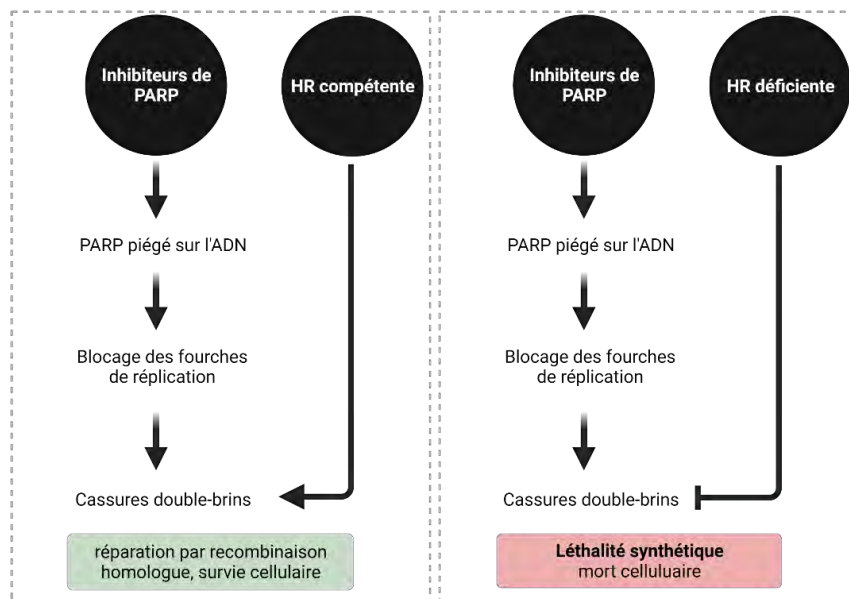 Inhibiteurs de
PARP
HR compétente
PARP piégé sur l'ADN
Blocage des fourches
de réplication
Cassures double-brins
réparation par recombinaison
homologue, survie cellulaire
Inhibiteurs de
PARP
HR déficiente
PARP piégé sur l'ADN
Blocage des fourches
de réplication
Cassures double-brins
Léthalité synthétique
mort celluluaire